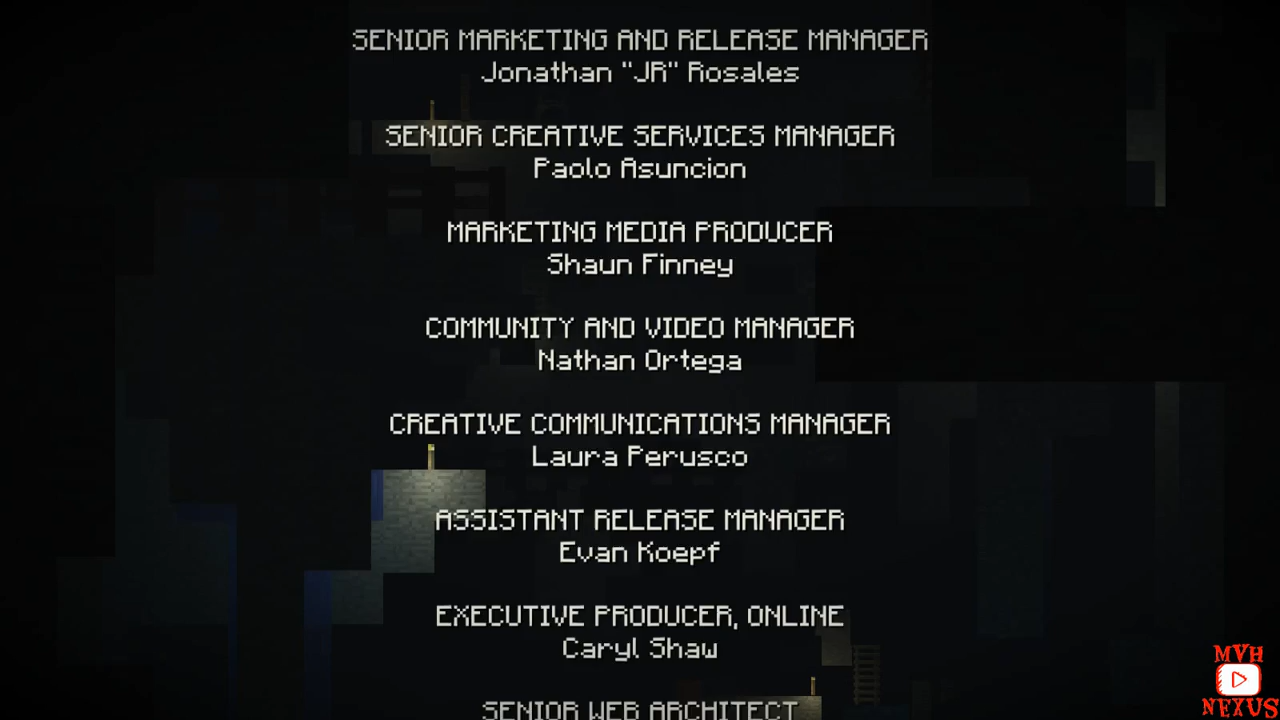 SENIOR MARKETING AND RELEASE MANAGER
Jonathan "JR" Rosales
SENIOR CREATIVE SERVICES MANAGER
Paolo Asuncion
MARKETING MEDIA PRODUCER
Shaun Finney
COMMUNITY AND VIDEO MANAGER
Nathan Ortega
CREATIVE COMMUNICATIONS MANAGER
Laura Perusco
ASSISTANT RELEASE MANAGER
Evan Koepf
EXECUTIVE PRODUCER, ONLINE
Caryl Shaw
SENIOR WEB ARCHITECT
MVH
NEXUS